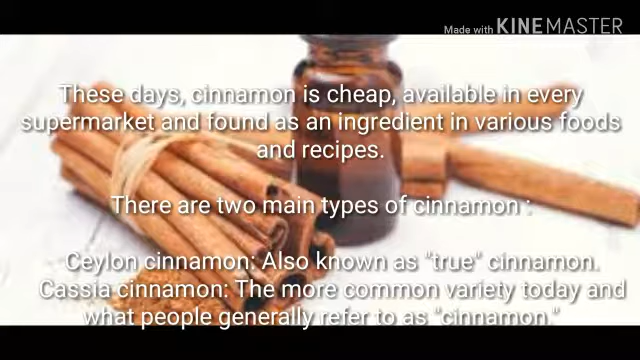 Made with KINEMASTER
These days, cinnamon is cheap, available in every
supermarket and found as an ingredient in various foods
and recipes.
There are two main types of cinnamon :
Ceylon cinnamon: Also known as "true" cinnamon.
Cassia cinnamon: The more common variety today and
what people generally refer to as "cinnamon."